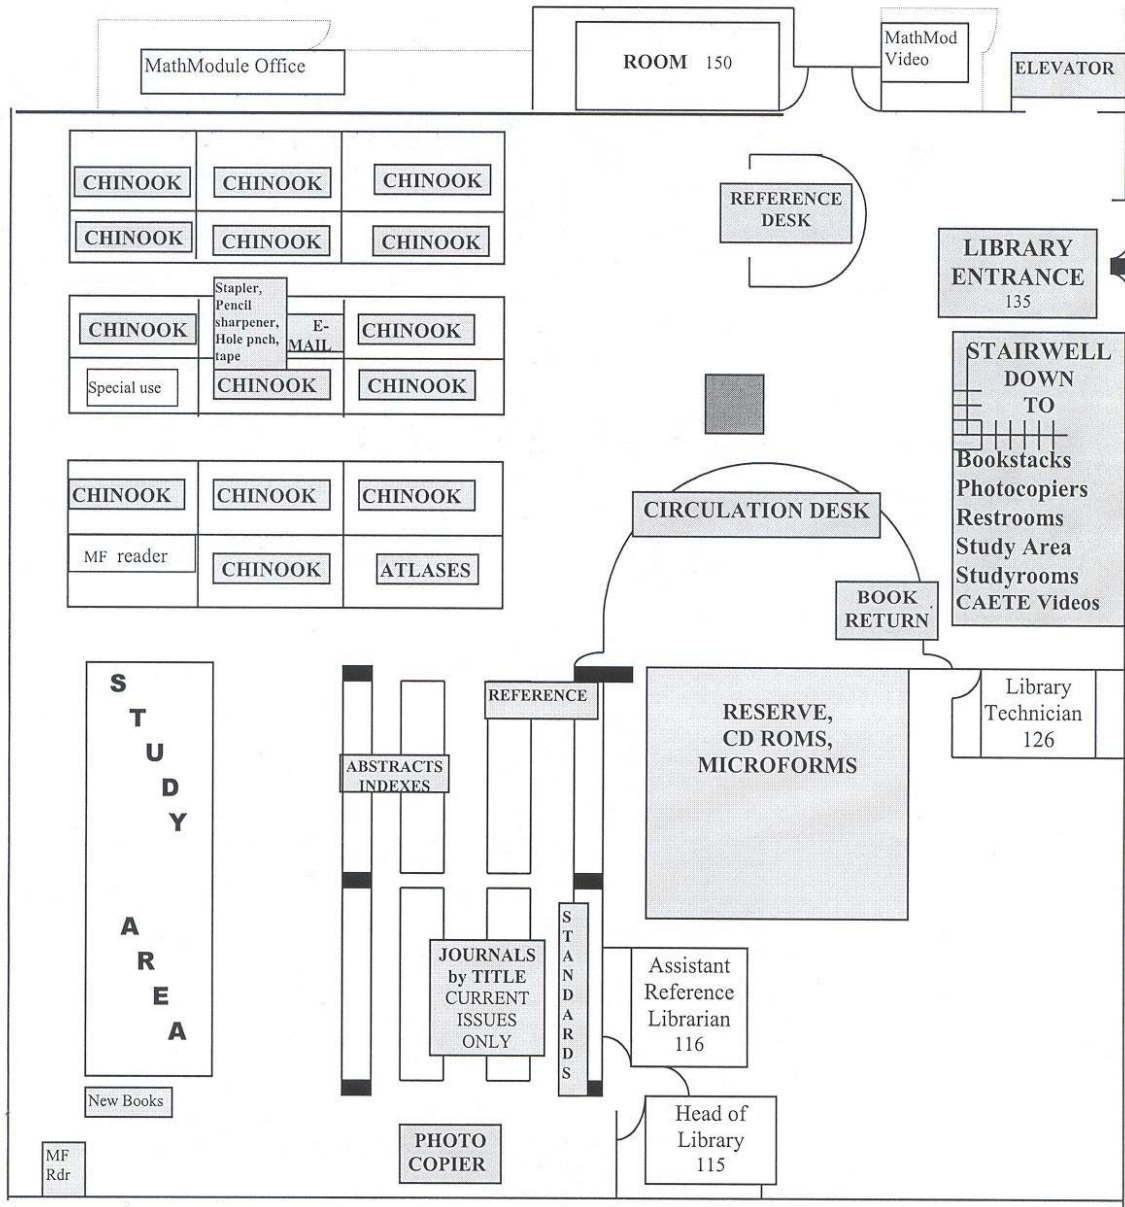 MathModule Office
ROOM 150
MathMod
Video
ELEVATOR
CHINOOK
CHINOOK
CHINOOK
CHINOOK
CHINOOK
CHINOOK
REFERENCE
DESK
LIBRARY
ENTRANCE
135
Stapler,
Pencil
sharpener,
Hole pnch,
tape
CHINOOK
E-
MAIL
CHINOOK
Special use
CHINOOK
CHINOOK
STAIRWELL
DOWN
TO
Bookstacks
Photocopiers
Restrooms
Study Area
Studyrooms
CAETE Videos
CHINOOK
CHINOOK
CHINOOK
CIRCULATION DESK
MF reader
CHINOOK
ATLASES
BOOK
RETURN
STUDY
AREA
REFERENCE
ABSTRACTS
INDEXES
RESERVE,
CD ROMS,
MICROFORMS
Library
Technician
126
JOURNALS
by TITLE
CURRENT
ISSUES
ONLY
STANDARDS
Assistant
Reference
Librarian
116
New Books
MF
Rdr
PHOTO
COPIER
Head of
Library
115